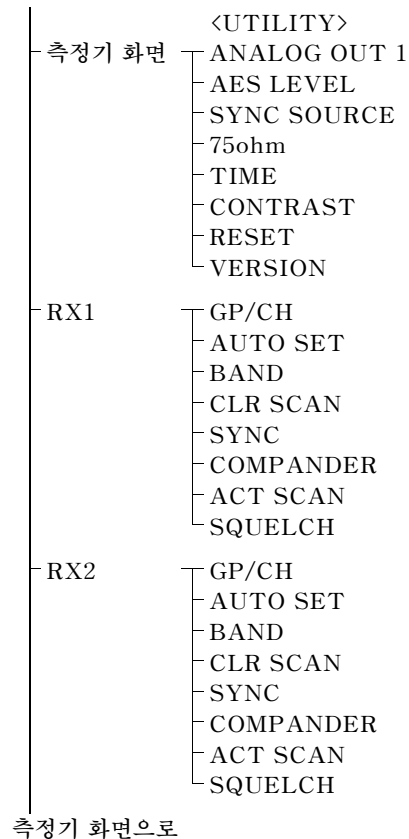 <UTILITY>
측정기 화면 ANALOG OUT 1
AES LEVEL
SYNC SOURCE
75ohm
TIME
CONTRAST
RESET
VERSION
RX1 GP/CH
AUTO SET
BAND
CLR SCAN
SYNC
COMPANDER
ACT SCAN
SQUELCH
RX2 GP/CH
AUTO SET
BAND
CLR SCAN
SYNC
COMPANDER
ACT SCAN
SQUELCH
측정기 화면으로